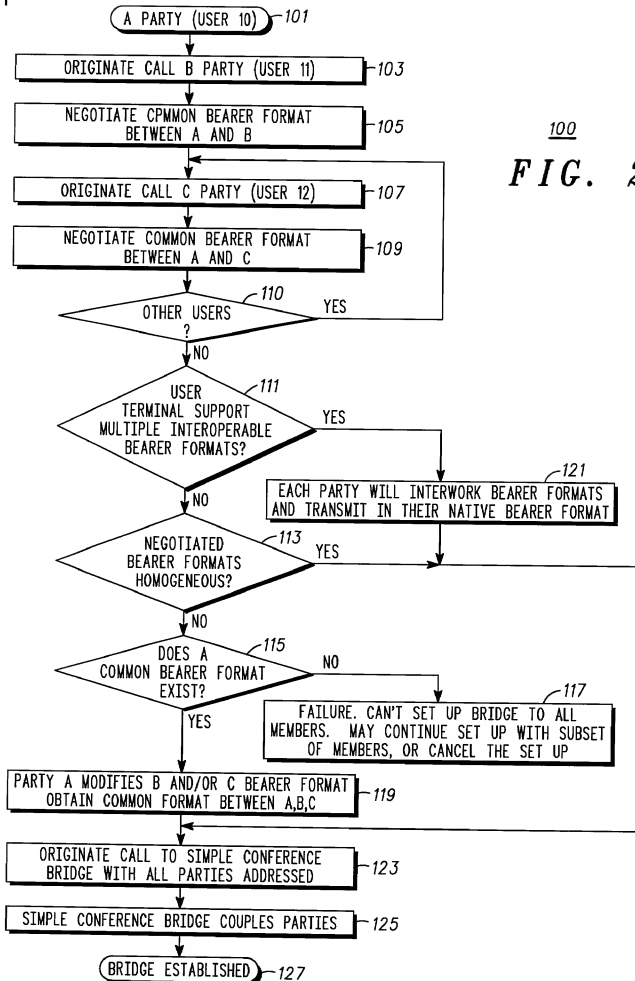 A PARTY (USER 10)
101
ORIGINATE CALL B PARTY (USER 11)
103
NEGOTIATE CPMMON BEARER FORMAT
BETWEEN A AND B
105
100
FIG. 2
ORIGINATE CALL C PARTY (USER 12)
107
NEGOTIATE COMMON BEARER FORMAT
BETWEEN A AND C
109
110
OTHER USERS
?
YES
NO
111
USER
TERMINAL SUPPORT
MULTIPLE INTEROPERABLE
BEARER FORMATS?
YES
NO
121
EACH PARTY WILL INTERWORK BEARER FORMATS
AND TRANSMIT IN THEIR NATIVE BEARER FORMAT
113
NEGOTIATED
BEARER FORMATS
HOMOGENEOUS?
YES
NO
115
DOES A
COMMON BEARER FORMAT
EXIST?
NO
YES
117
FAILURE. CAN'T SET UP BRIDGE TO ALL
MEMBERS. MAY CONTINUE SET UP WITH SUBSET
OF MEMBERS, OR CANCEL THE SET UP
PARTY A MODIFIES B AND/OR C BEARER FORMAT
OBTAIN COMMON FORMAT BETWEEN A,B,C
119
ORIGINATE CALL TO SIMPLE CONFERENCE
BRIDGE WITH ALL PARTIES ADDRESSED
123
SIMPLE CONFERENCE BRIDGE COUPLES PARTIES
125
BRIDGE ESTABLISHED
127